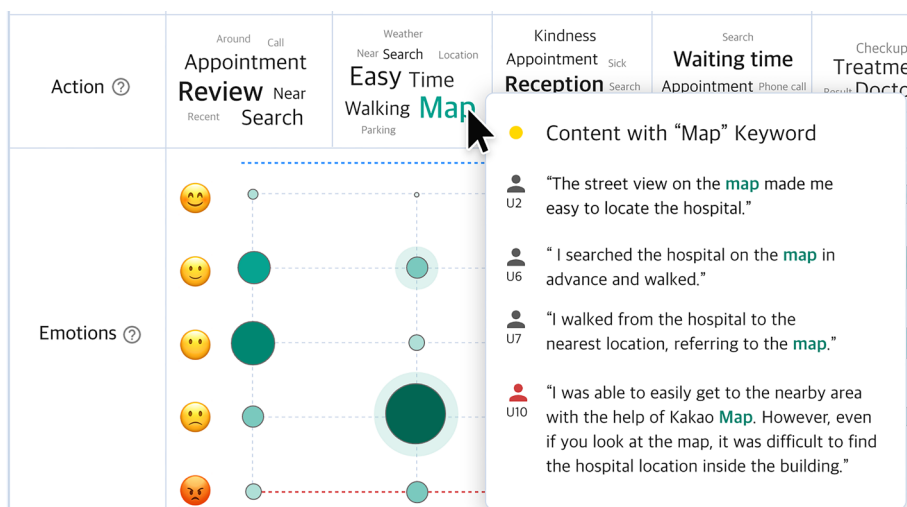 Action ?
Around Call
Appointment
Review Near
Recent Search
Weather
Near Search Location
Easy Time
Walking Map
Parking
Kindness
Appointment Sick
Reception Search
Search
Waiting time
Appointment Phone call
Checkup
Result
Content with “Map” Keyword
U2
“The street view on the map made me
easy to locate the hospital.”
U6
“ I searched the hospital on the map in
advance and walked.”
U7
“I walked from the hospital to the
nearest location, referring to the map.”
U10
“I was able to easily get to the nearby area
with the help of Kakao Map. However, even
if you look at the map, it was difficult to find
the hospital location inside the building.”
Emotions ?